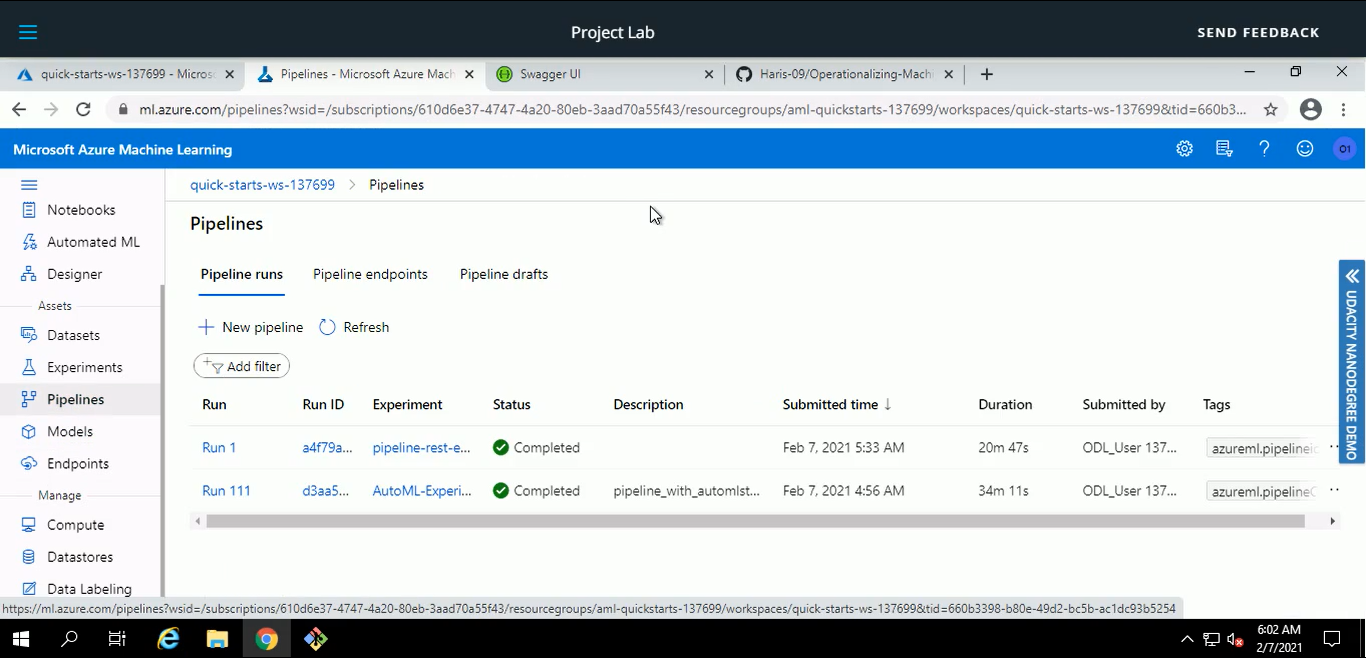 Project Lab
SEND FEEDBACK
quick-starts-ws-137699 - Micros
Pipelines - Microsoft Azure Mach
Swagger UI
Haris-09/Operationalizing-Machi
ml.azure.com/pipelines?wsid=/subscriptions/610d6e37-4747-4a20-80eb-3aad70a55f43/resourcegroups/aml-quickstarts-137699/workspaces/quick-starts-ws-137699&tid=660b3...
Microsoft Azure Machine Learning
O1
quick-starts-ws-137699 > Pipelines
Notebooks
Automated ML
Designer
Assets
Datasets
Experiments
Pipelines
Models
Endpoints
Manage
Compute
Datastores
Data Labeling
Pipelines
Pipeline runs Pipeline endpoints Pipeline drafts
New pipeline Refresh
Add filter
Run Run ID Experiment Status Description Submitted time ↓ Duration Submitted by Tags
Run 1 a4f79a... pipeline-rest-e... Completed Feb 7, 2021 5:33 AM 20m 47s ODL_User 137... azureml.pipelineid
Run 111 d3aa5... AutoML-Experi... Completed pipeline_with_automlst... Feb 7, 2021 4:56 AM 34m 11s ODL_User 137... azureml.pipelineC
UDACITY NANODEGREE DEMO
https://ml.azure.com/pipelines?wsid=/subscriptions/610d6e37-4747-4a20-80eb-3aad70a55f43/resourcegroups/aml-quickstarts-137699/workspaces/quick-starts-ws-137699&tid=660b3398-b80e-49d2-bc5b-ac1dc93b5254
6:02 AM
2/7/2021